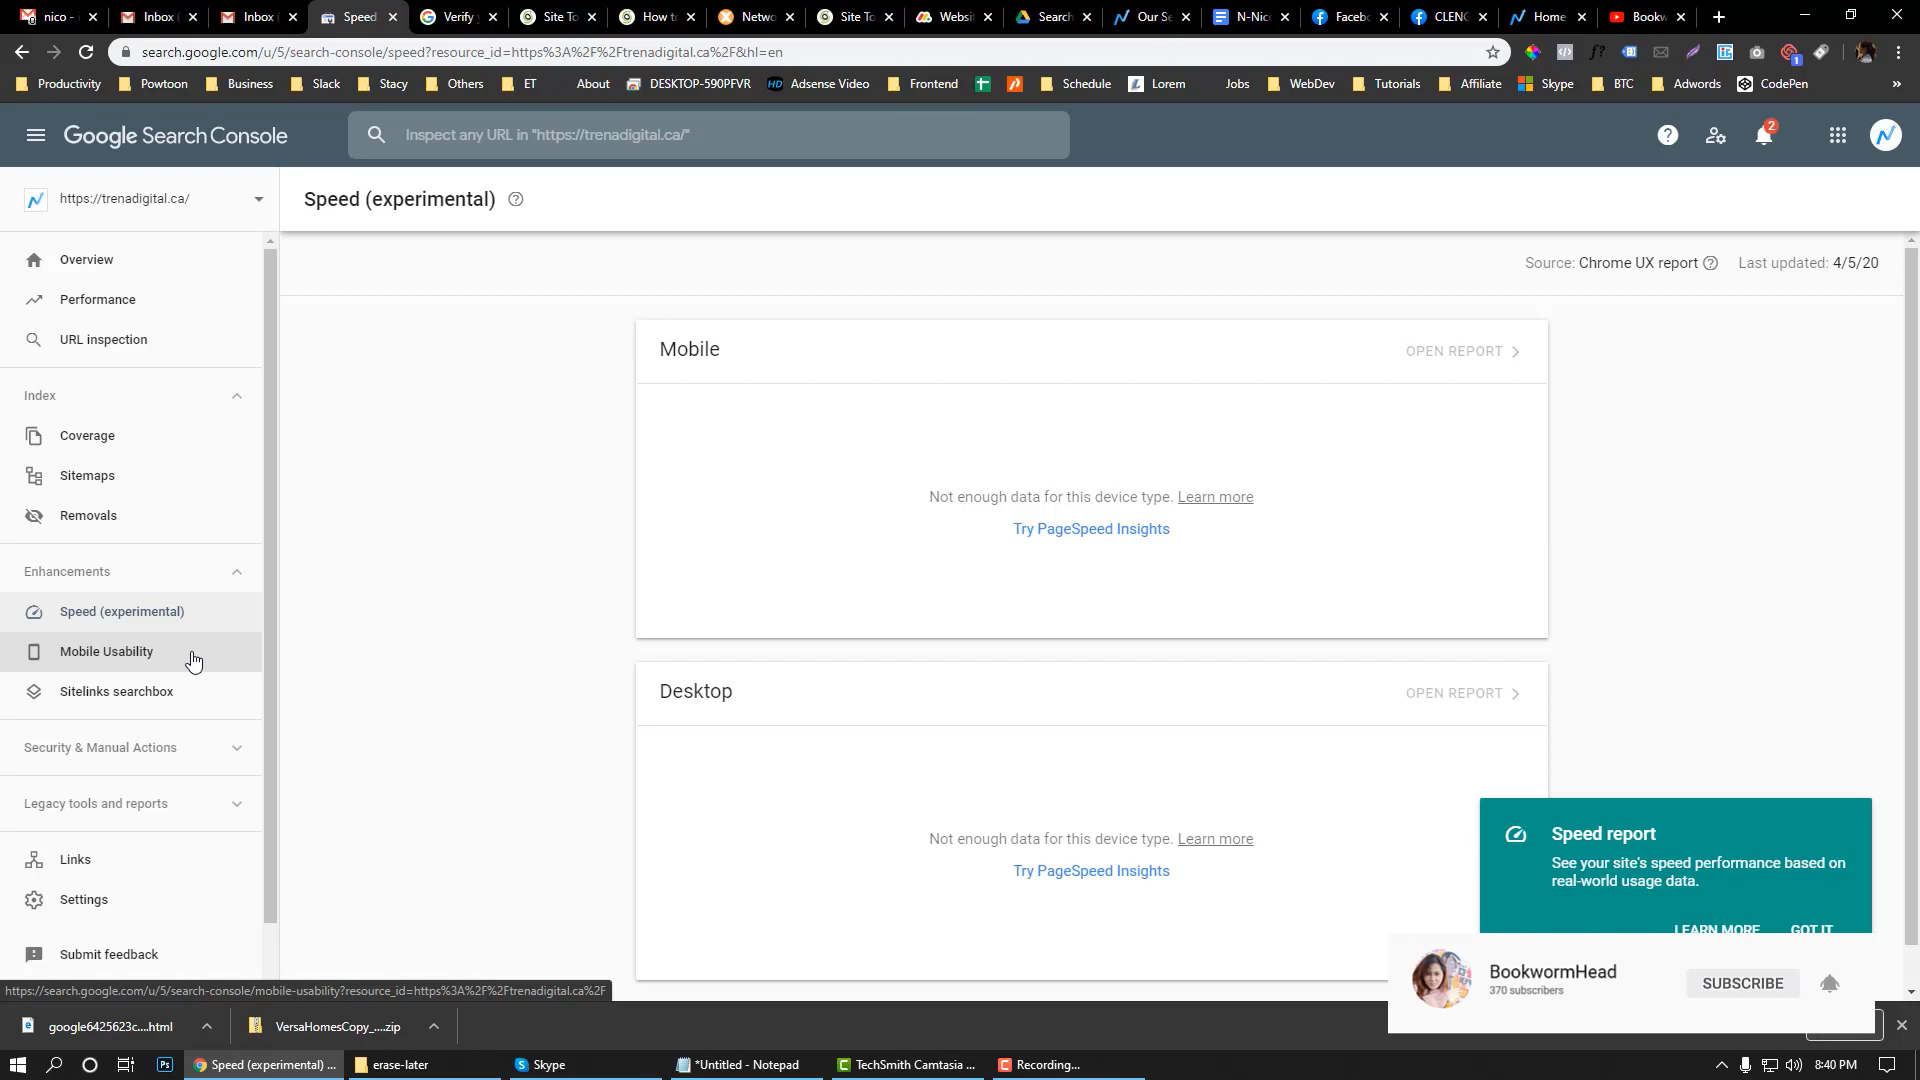 nico -
Inbox
Inbox
Speed
Verify
Site To
How to
Netwo
Site To
Websi
Search
Our Se
N-Nico
Facebo
CLENC
Home
Bookw
search.google.com/u/5/search-console/speed?resource_id=https%3A%2F%2Ftrenadigital.ca%2F&hl=en
1
Productivity
Powtoon
Business
Slack
Stacy
Others
ET
About
DESKTOP-590PFVR
Adsense Video
Frontend
Schedule
Lorem
Jobs
WebDev
Tutorials
Affiliate
Skype
BTC
Adwords
CodePen
»
Google Search Console
Inspect any URL in "https://trenadigital.ca/"
2
https://trenadigital.ca/
Speed (experimental)
Overview
Source: Chrome UX report
Last updated: 4/5/20
Performance
URL inspection
Mobile
OPEN REPORT
Index
Coverage
Sitemaps
Not enough data for this device type. Learn more
Removals
Try PageSpeed Insights
Enhancements
Speed (experimental)
Mobile Usability
Sitelinks searchbox
Desktop
OPEN REPORT
Security & Manual Actions
Legacy tools and reports
Not enough data for this device type. Learn more
Try PageSpeed Insights
Speed report
See your site's speed performance based on
real-world usage data.
LEARN MORE
GOT IT
Links
Settings
Submit feedback
BookwormHead
370 subscribers
SUBSCRIBE
https://search.google.com/u/5/search-console/mobile-usability?resource_id=https%3A%2F%2Ftrenadigital.ca%2F
google6425623c....html
VersaHomesCopy_....zip
Ps
Speed (experimental) ...
erase-later
Skype
*Untitled - Notepad
TechSmith Camtasia ...
Recording...
8:40 PM